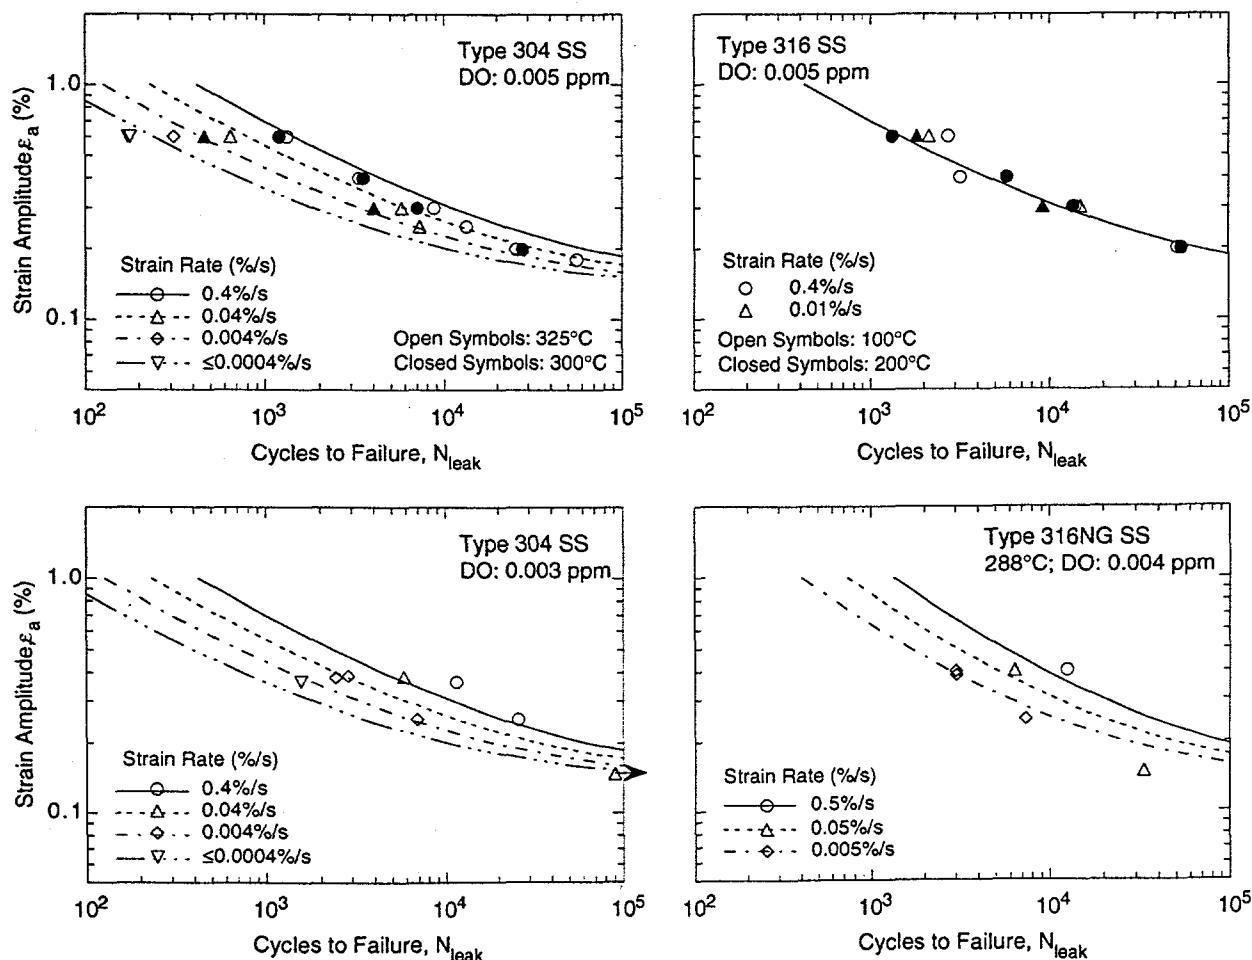 Type 304 SS
DO: 0.005 ppm
1.0
0.1
Strain Amplitude, εa (%)
Strain Rate (%/s)
0.4%/s
0.04%/s
0.004%/s
≤0.0004%/s
Open Symbols: 325°C
Closed Symbols: 300°C
10² 10³ 10⁴ 10⁵
Cycles to Failure, Nleak
Type 316 SS
DO: 0.005 ppm
Strain Rate (%/s)
0.4%/s
0.01%/s
Open Symbols: 100°C
Closed Symbols: 200°C
10² 10³ 10⁴ 10⁵
Cycles to Failure, Nleak
Type 304 SS
DO: 0.003 ppm
1.0
0.1
Strain Amplitude, εa (%)
Strain Rate (%/s)
0.4%/s
0.04%/s
0.004%/s
≤0.0004%/s
10² 10³ 10⁴ 10⁵
Cycles to Failure, Nleak
Type 316NG SS
288°C; DO: 0.004 ppm
Strain Rate (%/s)
0.5%/s
0.05%/s
0.005%/s
10² 10³ 10⁴ 10⁵
Cycles to Failure, Nleak